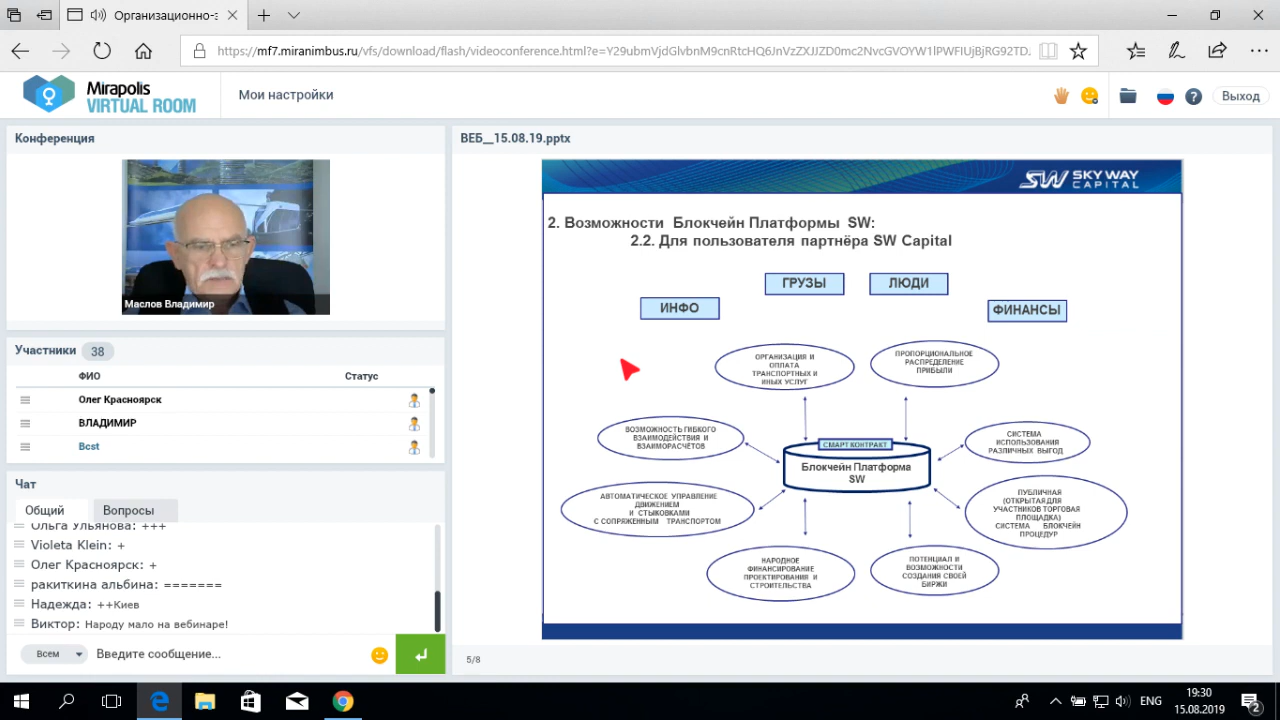 Организационно-
https://mf7.miranimbus.ru/vfs/download/flash/videoconference.html?e=Y29ubmVjdGlvbnM9cnRtcHQ6JnVzZXJJZD0mc2NvcGVOYW1lPWFIUjBjRG92TDJ
Mirapolis
VIRTUAL ROOM
Мои настройки
?
Выход
Конференция
Маслов Владимир
Участники 38
ФИО Статус
Олег Красноярск
ВЛАДИМИР
Bcst
Чат
Общий Вопросы
Ольга Ульянова: +++
Violeta Klein: +
Олег Красноярск: +
ракиткина альбина: =======
Надежда: ++Киев
Виктор: Народу мало на вебинаре!
Всем Введите сообщение...
ВЕБ__15.08.19.pptx
SW SKY WAY
CAPITAL
2. Возможности Блокчейн Платформы SW:
2.2. Для пользователя партнёра SW Capital
ИНФО
ГРУЗЫ
ЛЮДИ
ФИНАНСЫ
ОРГАНИЗАЦИЯ И
ОПЛАТА
ТРАНСПОРТНЫХ И
ИНЫХ УСЛУГ
ПРОПОРЦИОНАЛЬНОЕ
РАСПРЕДЕЛЕНИЕ
ПРИБЫЛИ
ВОЗМОЖНОСТЬ ГИБКОГО
ВЗАИМОДЕЙСТВИЯ И
ВЗАИМОРАСЧЁТОВ
СМАРТ КОНТРАКТ
Блокчейн Платформа
SW
СИСТЕМА
ИСПОЛЬЗОВАНИЯ
РАЗЛИЧНЫХ ВЫГОД
АВТОМАТИЧЕСКОЕ УПРАВЛЕНИЕ
ДВИЖЕНИЕМ
И СТЫКОВКАМИ
С СОПРЯЖЕННЫМ ТРАНСПОРТОМ
ПУБЛИЧНАЯ
(ОТКРЫТАЯ ДЛЯ
УЧАСТНИКОВ ТОРГОВАЯ
ПЛОЩАДКА)
СИСТЕМА БЛОКЧЕЙН
ПРОЦЕДУР
НАРОДНОЕ
ФИНАНСИРОВАНИЕ
ПРОЕКТИРОВАНИЯ И
СТРОИТЕЛЬСТВА
ПОТЕНЦИАЛ И
ВОЗМОЖНОСТИ
СОЗДАНИЯ СВОЕЙ
БИРЖИ
5/8
ENG
19:30
15.08.2019
2